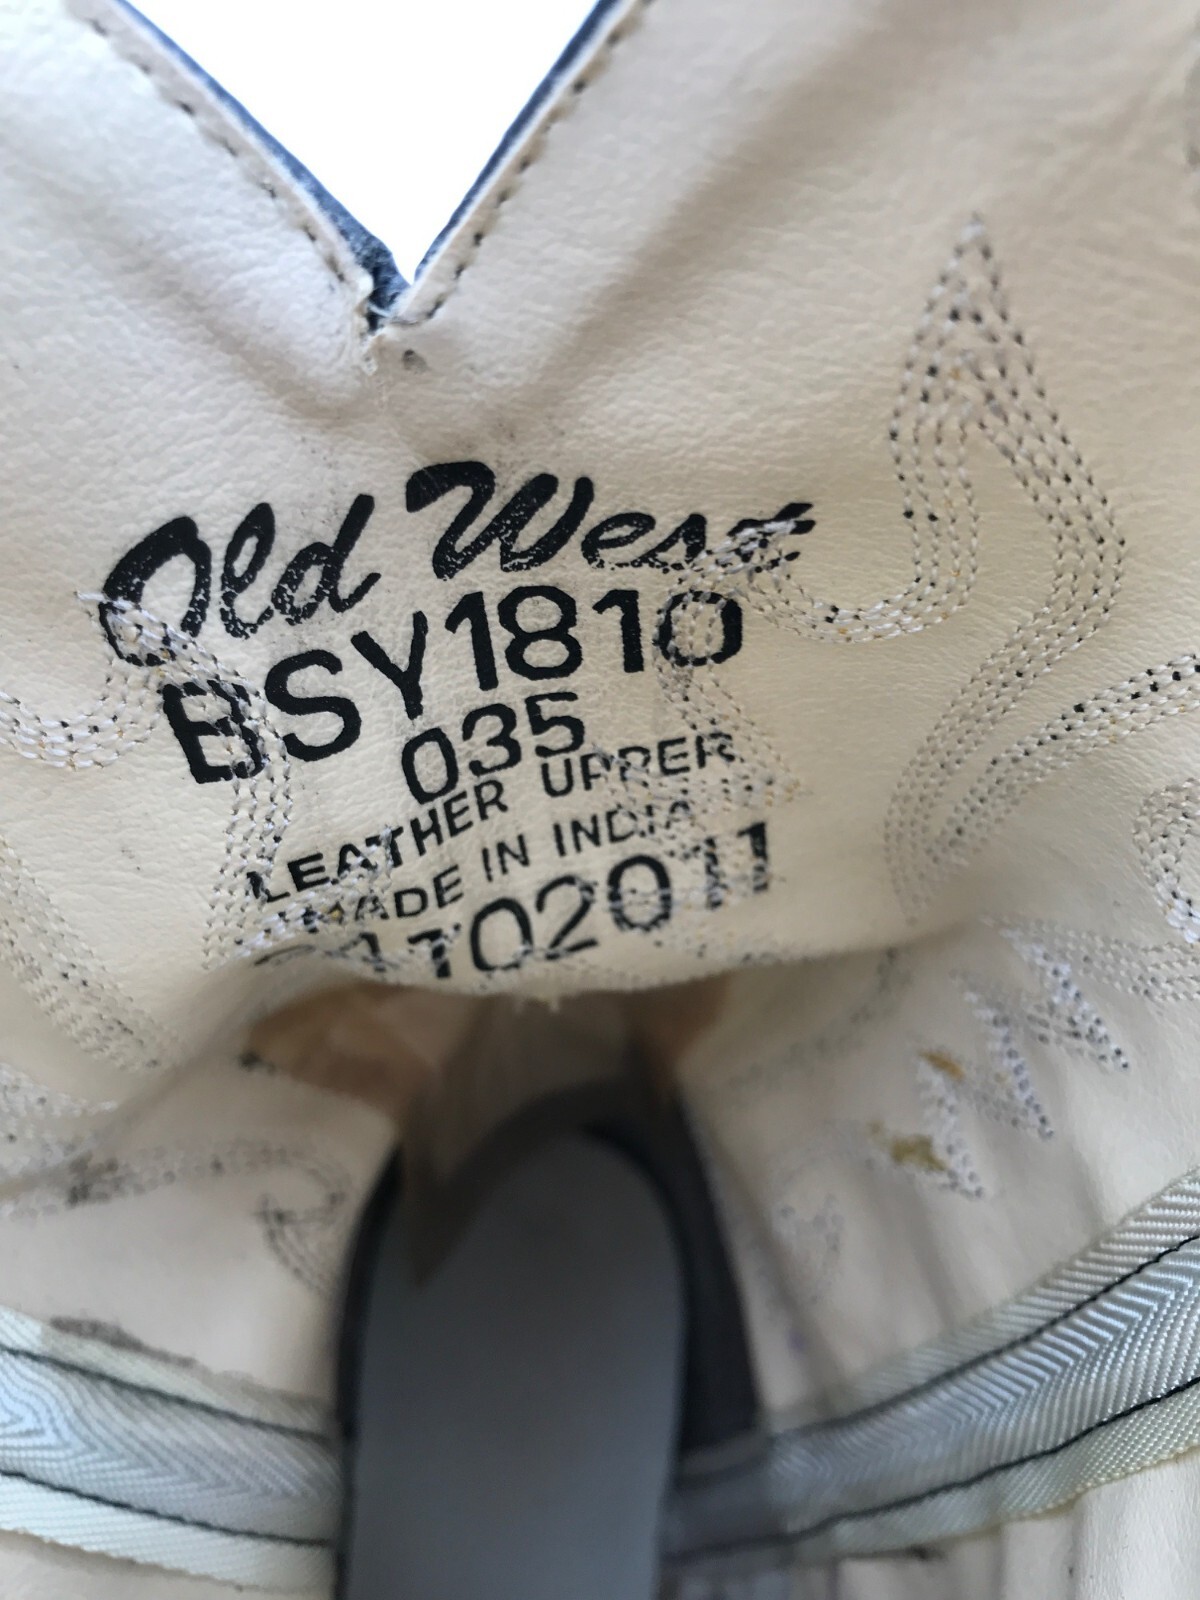 Old West
BSY1810
035
LEATHER UPPER
MADE IN INDIA